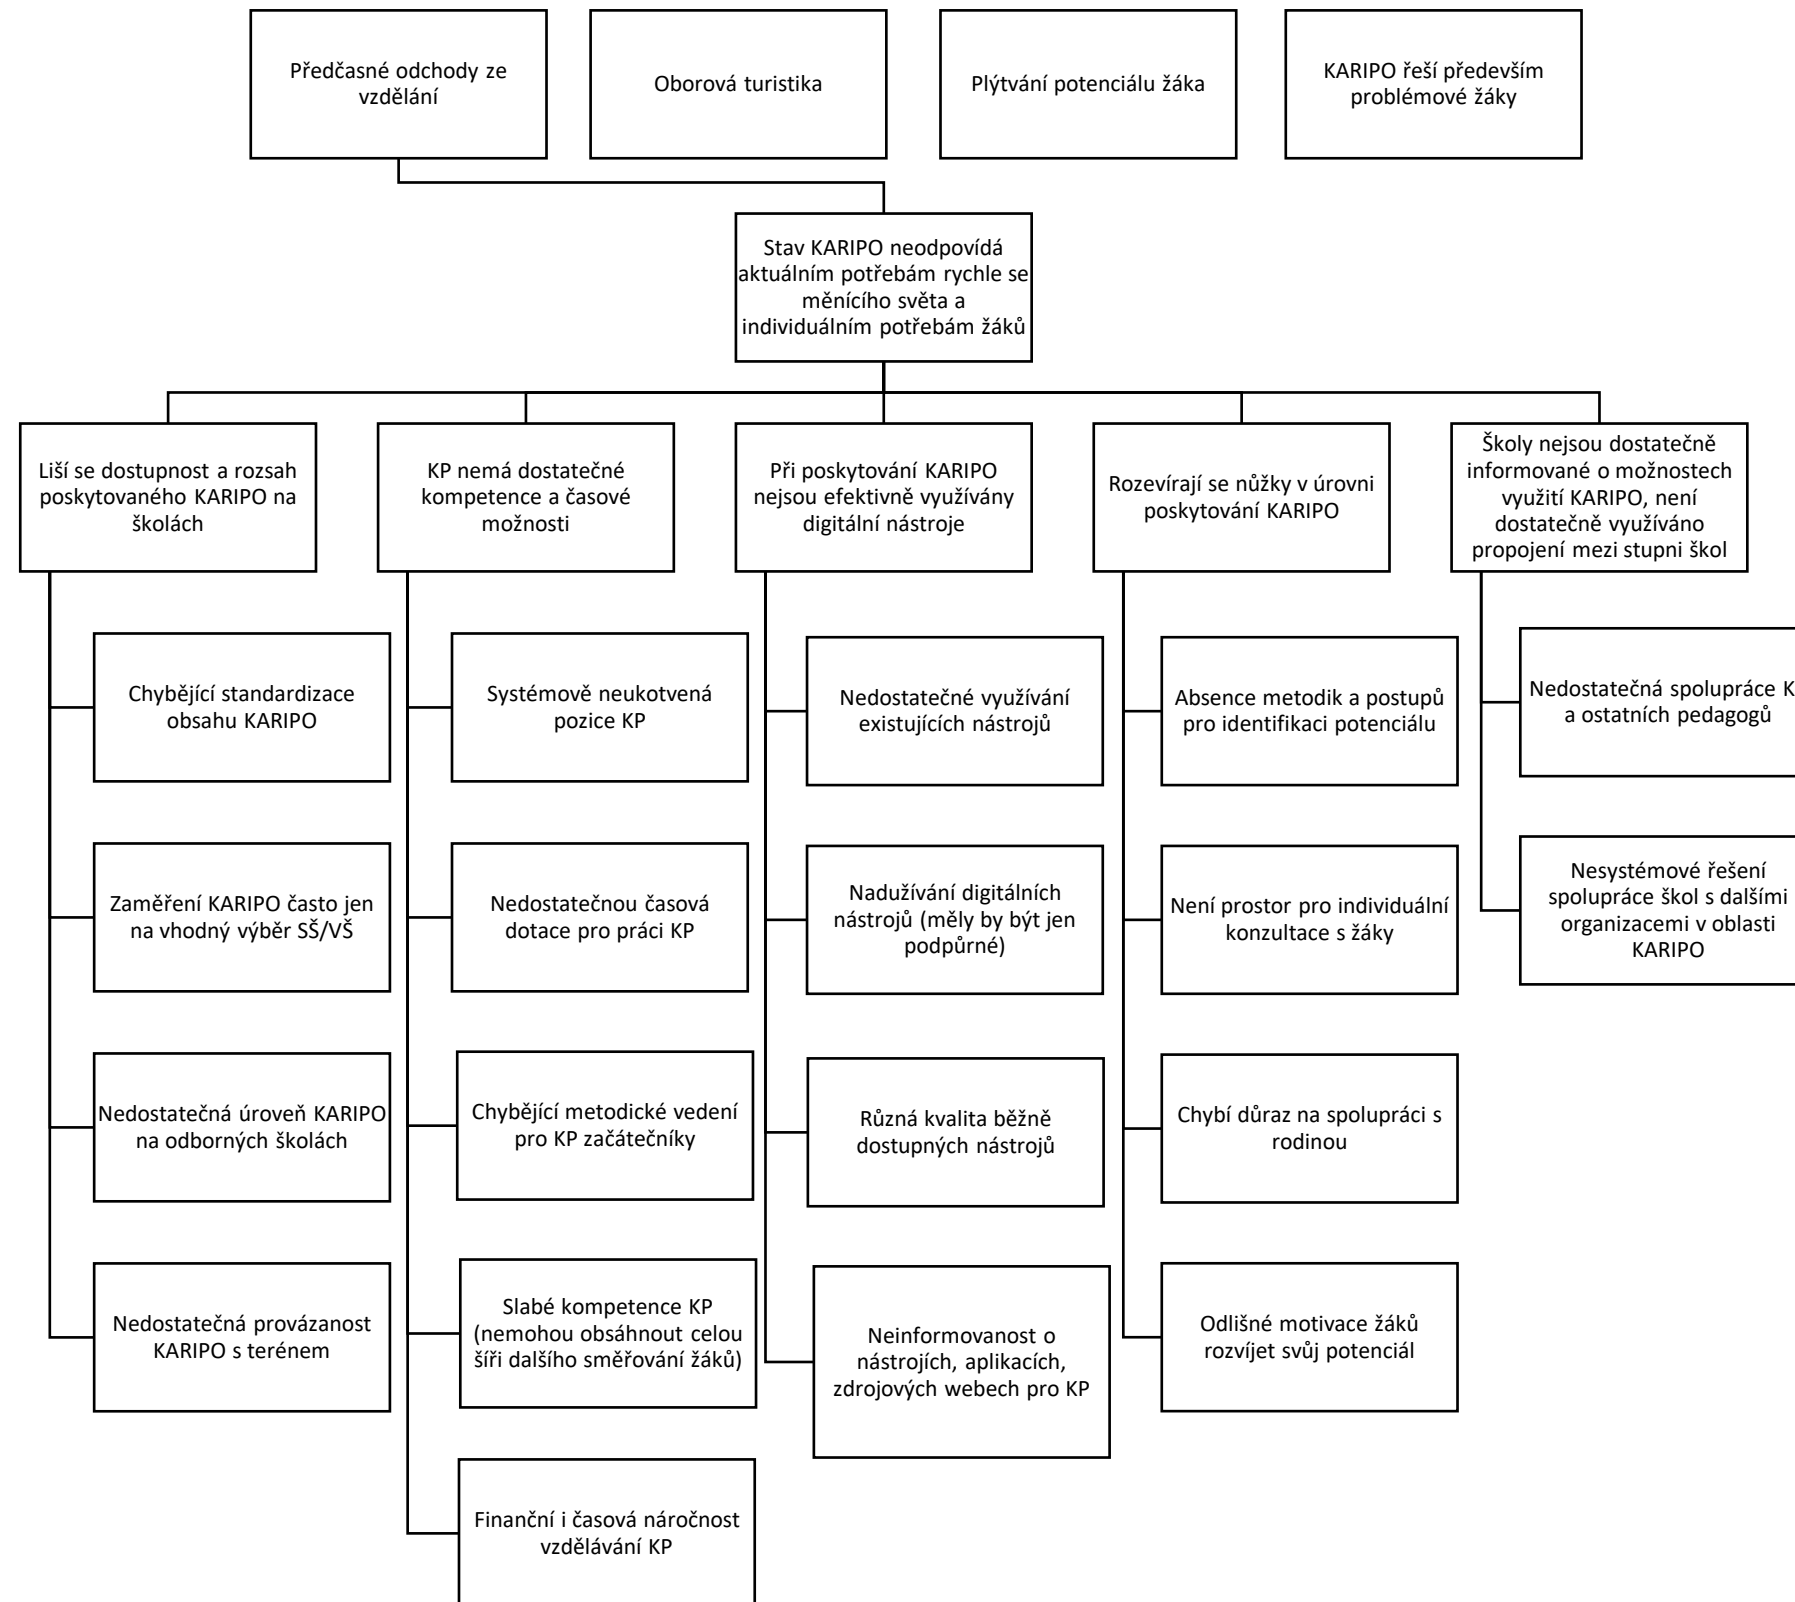 Předčasné odchody ze
vzdělání
Oborová turistika
Plýtvání potenciálu žáka
KARIPO řeší především
problémové žáky
Stav KARIPO neodpovídá
aktuálním potřebám rychle se
měnícího světa a
individuálním potřebám žáků
Liší se dostupnost a rozsah
poskytovaného KARIPO na
školách
KP nemá dostatečné
kompetence a časové
možnosti
Při poskytování KARIPO
nejsou efektivně využívány
digitální nástroje
Rozevírají se nůžky v úrovni
poskytování KARIPO
Školy nejsou dostatečně
informované o možnostech
využití KARIPO, není
dostatečně využíváno
propojení mezi stupni škol
Chybějící standardizace
obsahu KARIPO
Zaměření KARIPO často jen
na vhodný výběr SŠ/VŠ
Nedostatečná úroveň KARIPO
na odborných školách
Nedostatečná provázanost
KARIPO s terénem
Systémově neukotvená
pozice KP
Nedostatečnou časová
dotace pro práci KP
Chybějící metodické vedení
pro KP začátečníky
Slabé kompetence KP
(nemohou obsáhnout celou
šíři dalšího směřování žáků)
Finanční i časová náročnost
vzdělávání KP
Nedostatečné využívání
existujících nástrojů
Nadužívání digitálních
nástrojů (měly by být jen
podpůrné)
Různá kvalita běžně
dostupných nástrojů
Neinformovanost o
nástrojích, aplikacích,
zdrojových webech pro KP
Absence metodik a postupů
pro identifikaci potenciálu
Není prostor pro individuální
konzultace s žáky
Chybí důraz na spolupráci s
rodinou
Odlišné motivace žáků
rozvíjet svůj potenciál
Nedostatečná spolupráce
a ostatních pedagogů
Nesystémové řešení
spolupráce škol s dalšími
organizacemi v oblasti
KARIPO